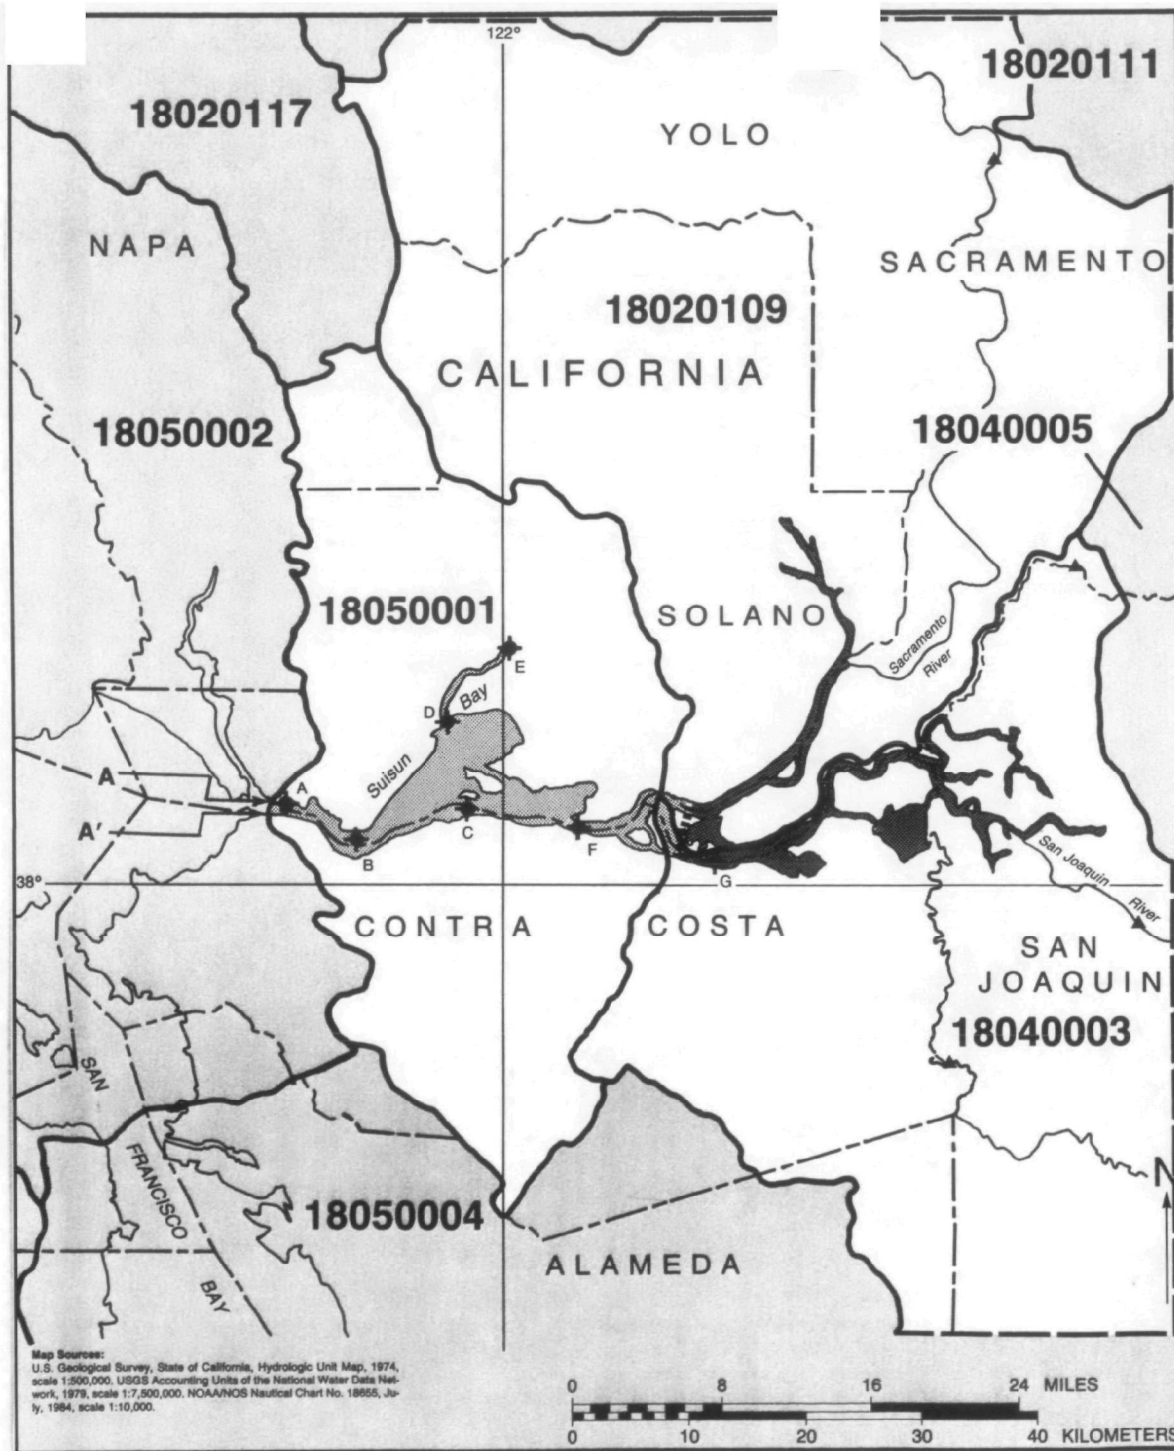 122°
18020111
18020117
YOLO
NAPA
SACRAMENTO
18020109
CALIFORNIA
18050002
18040005
18050001
SOLANO
Sacramento
River
E
Bay
D
Suisun
A
A
A'
C
B
F
G
38°
San Joaquin
River
CONTRA COSTA
SAN
JOAQUIN
18040003
SAN
FRANCISCO
BAY
N
18050004
ALAMEDA
Map Sources:
U.S. Geological Survey, State of California, Hydrologic Unit Map, 1974,
scale 1:500,000. USGS Accounting Units of the National Water Data Net-
work, 1979, scale 1:7,500,000. NOAA/NOS Nautical Chart No. 18655, Ju-
ly, 1984, scale 1:10,000.
0 8 16 24 MILES
0 10 20 30 40 KILOMETERS